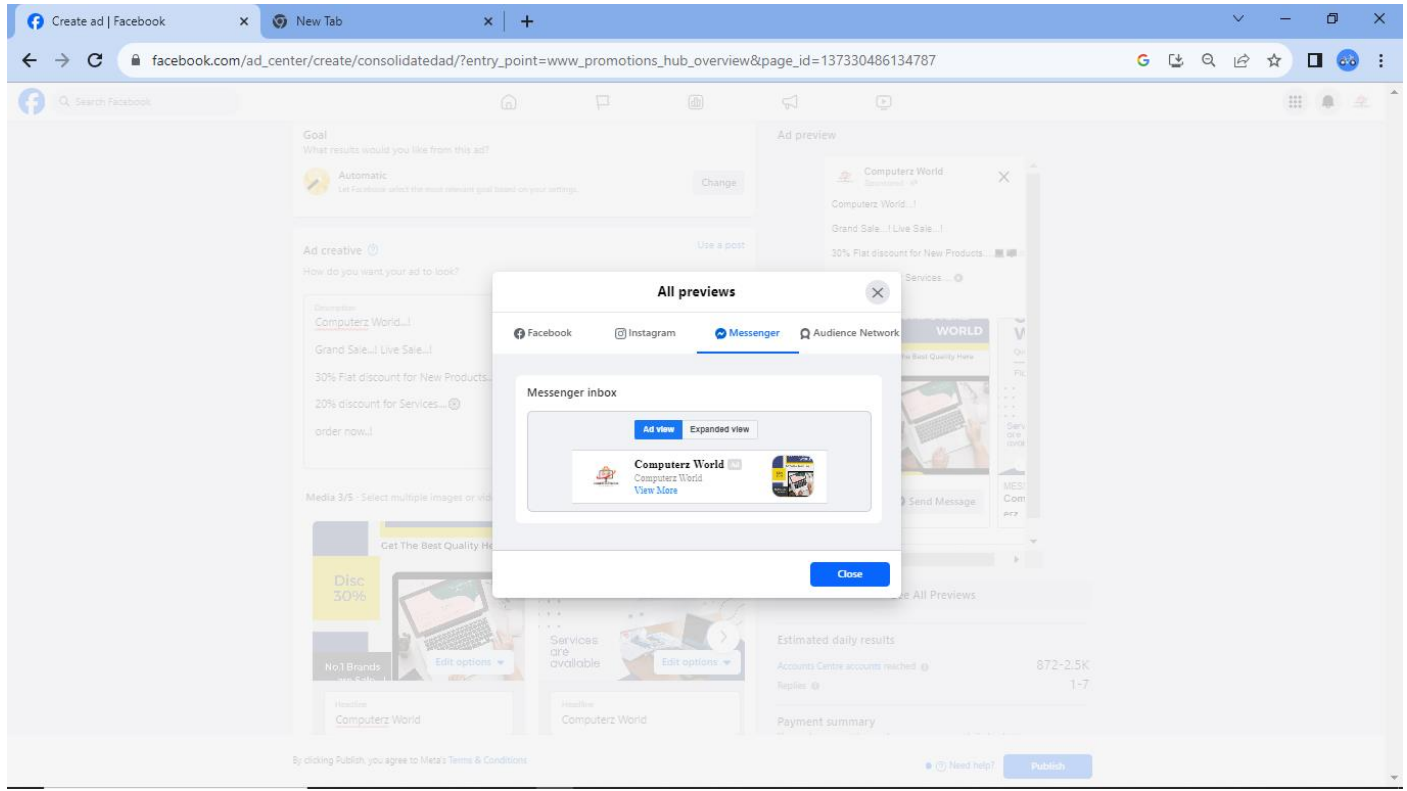 Create ad | Facebook
New Tab
facebook.com/ad_center/create/consolidatedad/?entry_point=www_promotions_hub_overview&page_id=137330486134787
Search Facebook
Goal
What results would you like from this ad?
Automatic
Let Facebook select the most relevant goal based on your settings.
Change
Ad creative
Use a post
How do you want your ad to look?
Description
Computerz World...!
Grand Sale...! Live Sale...!
30% Flat discount for New Products...
20% discount for Services...
order now..!
Media 3/5 · Select multiple images or
Get The Best Quality
Disc
30%
No 1 Brands
Edit options
Services
are
available
Edit options
Headline
Computerz World
Headline
Computerz World
All previews
Facebook
Instagram
Messenger
Audience Network
Messenger inbox
Ad view
Expanded view
Computerz World Ad
Computerz World
View More
Close
Ad preview
Computerz World
Sponsored
Computerz World...!
Grand Sale...! Live Sale...!
30% Flat discount for New Products...
Services...
WORLD
Best Quality Here
Send Message
See All Previews
Estimated daily results
Accounts Centre accounts reached
872-2.5K
Replies
1-7
Payment summary
By clicking Publish, you agree to Meta's Terms & Conditions
Need help?
Publish